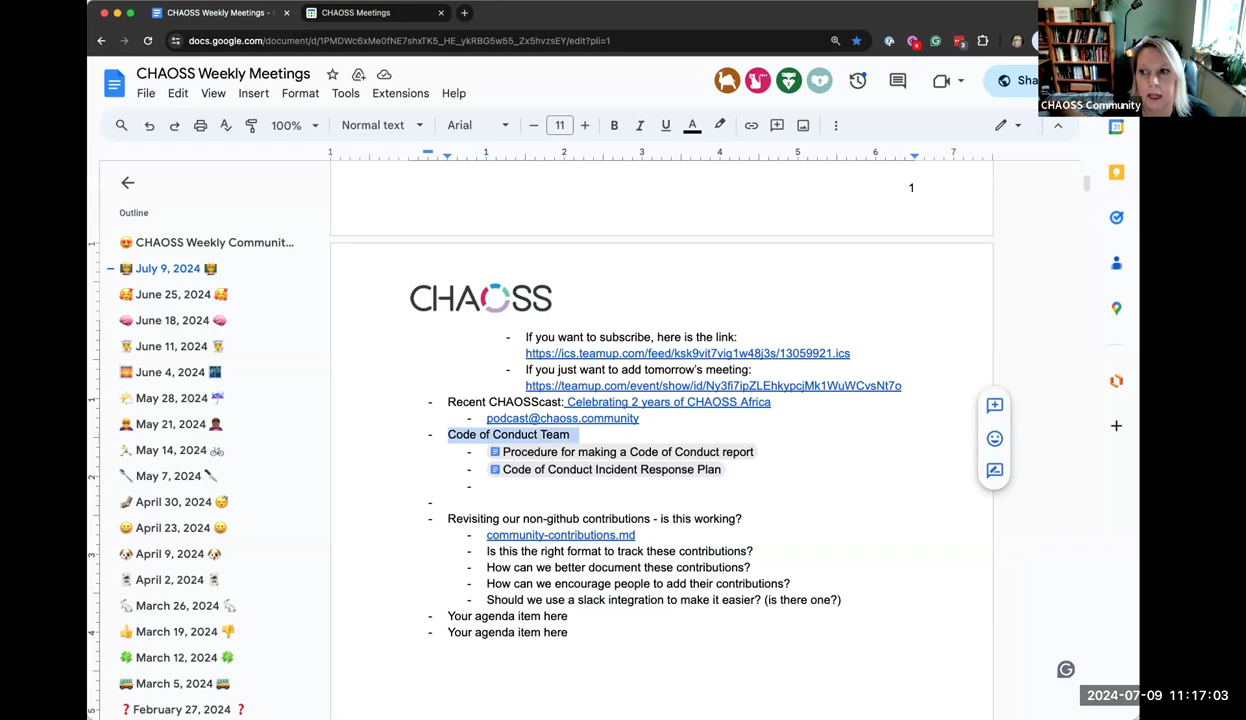 CHAOSS Weekly Meetings -
CHAOSS Meetings
docs.google.com/document/d/1PMDWc6xMe0fNE7shxTK5_HE_ykRBG5w55_Zx5hvzsEY/edit?pli=1
CHAOSS Weekly Meetings
File Edit View Insert Format Tools Extensions Help
Sha
CHAOSS Community
100% Normal text Arial 11 B I U A
1 1 2 3 4 5 6 7
1
Outline
CHAOSS Weekly Communit...
July 9, 2024
June 25, 2024
June 18, 2024
June 11, 2024
June 4, 2024
May 28, 2024
May 21, 2024
May 14, 2024
May 7, 2024
April 30, 2024
April 23, 2024
April 9, 2024
April 2, 2024
March 26, 2024
March 19, 2024
March 12, 2024
March 5, 2024
February 27, 2024
CHAOSS
- If you want to subscribe, here is the link:
https://ics.teamup.com/feed/ksk9vit7vig1w48j3s/13059921.ics
- If you just want to add tomorrow's meeting:
https://teamup.com/event/show/id/Ny3fi7ipZLEhkypcjMk1WuWCvsNt7o
- Recent CHAOSScast: Celebrating 2 years of CHAOSS Africa
- podcast@chaoss.community
- Code of Conduct Team
- Procedure for making a Code of Conduct report
- Code of Conduct Incident Response Plan
-
-
- Revisiting our non-github contributions - is this working?
- community-contributions.md
- Is this the right format to track these contributions?
- How can we better document these contributions?
- How can we encourage people to add their contributions?
- Should we use a slack integration to make it easier? (is there one?)
- Your agenda item here
- Your agenda item here
2024-07-09 11:17:03